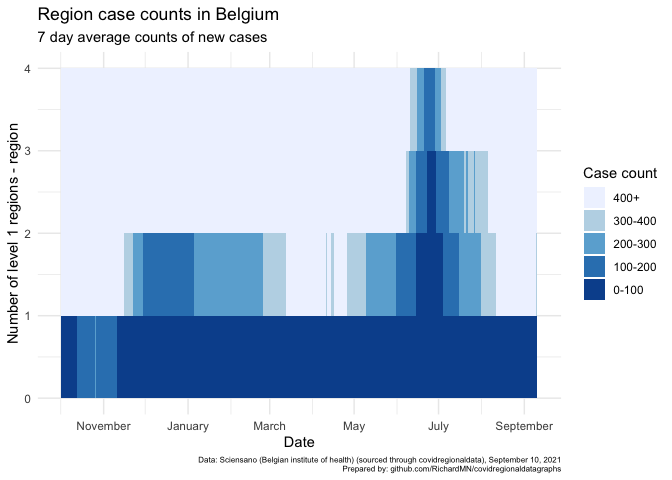 Region case counts in Belgium
7 day average counts of new cases
Number of level 1 regions - region
4
3
2
1
0
November
January
March
May
July
September
Date
Case count
400+
300-400
200-300
100-200
0-100
Data: Sciensano (Belgian institute of health) (sourced through covidregionaldata), September 10, 2021
Prepared by: github.com/RichardMN/covidregionaldatagraphs